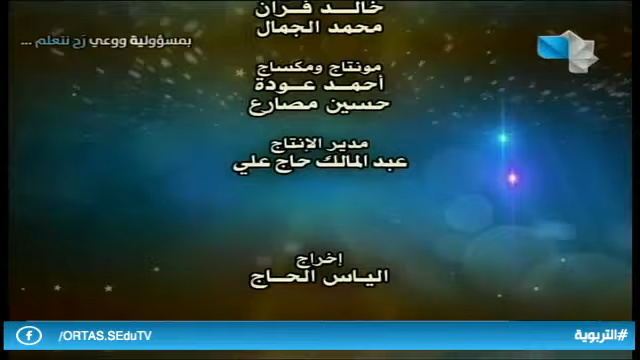 خالد فران
محمد الجمال
بمسؤولية ووعي رَح نتعلم ...
مونتاج ومكساج
أحمد عودة
حسين مصارع
مدير الإنتاج
عبد المالك حاج علي
إخراج
الياس الحاج
/ORTAS.SEduTV
#التربوية